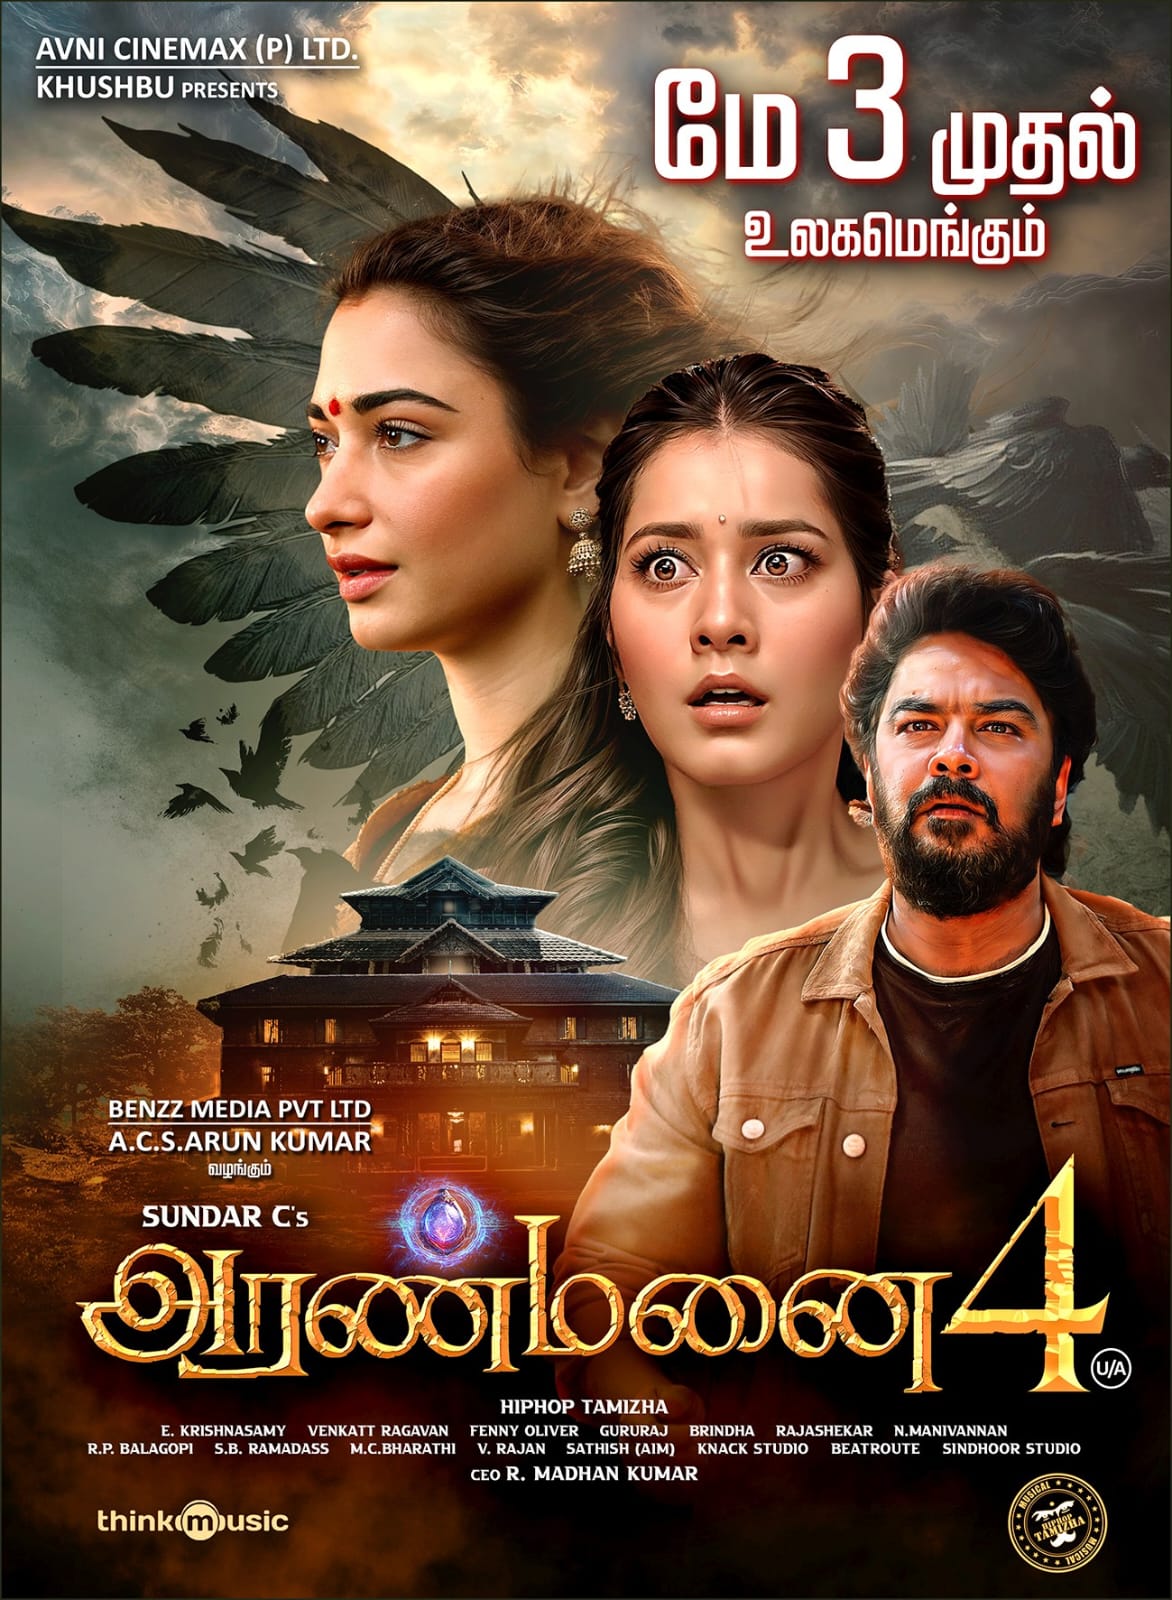 AVNI CINEMAX (P) LTD.
KHUSHBU PRESENTS
மே 3 முதல்
உலகமெங்கும்
BENZZ MEDIA PVT LTD
A.C.S.ARUN KUMAR
வழங்கும்
SUNDAR C's
அரண்மனை 4
U/A
HIPHOP TAMIZHA
E. KRISHNASAMY VENKATT RAGAVAN FENNY OLIVER GURURAJ BRINDHA RAJASHEKAR N.MANIVANNAN
R.P. BALAGOPI S.B. RAMADASS M.C.BHARATHI V. RAJAN SATHISH (AIM) KNACK STUDIO BEATROUTE SINDHOOR STUDIO
CEO R. MADHAN KUMAR
think music
MUSICAL
HIPHOP
TAMIZHA
MUSICAL